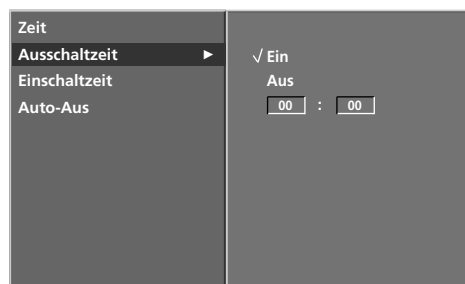 Zeit
Ausschaltzeit ►
Einschaltzeit
Auto-Aus
√ Ein
Aus
00 : 00